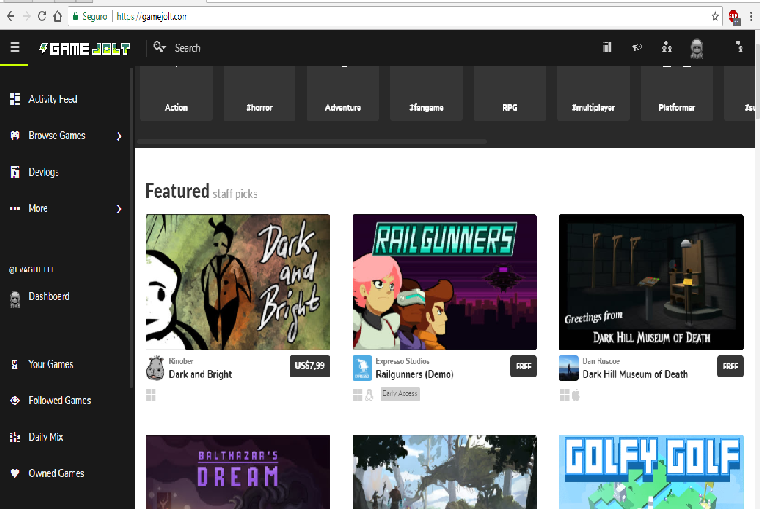 Seguro
https://gamejolt.com
GAME JOLT
Search
Action
#horror
Adventure
#fangame
RPG
#multiplayer
Platformer
#su
Activity Feed
Browse Games
Devlogs
More
Dashboard
Your Games
Followed Games
Daily Mix
Owned Games
Featured staff picks
Dark
and
Bright
Kinober
Dark and Bright
US$7,99
RAILGUNNERS
Expresso Studios
Railgunners (Demo)
FREE
Early Access
Greetings from
DARK HILL MUSEUM OF DEATH
Dan Ruscoe
Dark Hill Museum of Death
FREE
BALTHAZAR'S
DREAM
GOLFY GOLF